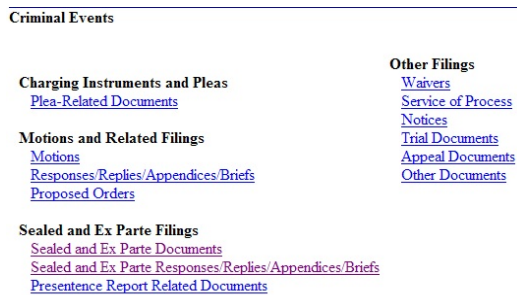 Criminal Events
Charging Instruments and Pleas
Plea-Related Documents
Motions and Related Filings
Motions
Responses/Replies/Appendices/Briefs
Proposed Orders
Sealed and Ex Parte Filings
Sealed and Ex Parte Documents
Sealed and Ex Parte Responses/Replies/Appendices/Briefs
Presentence Report Related Documents
Other Filings
Waivers
Service of Process
Notices
Trial Documents
Appeal Documents
Other Documents